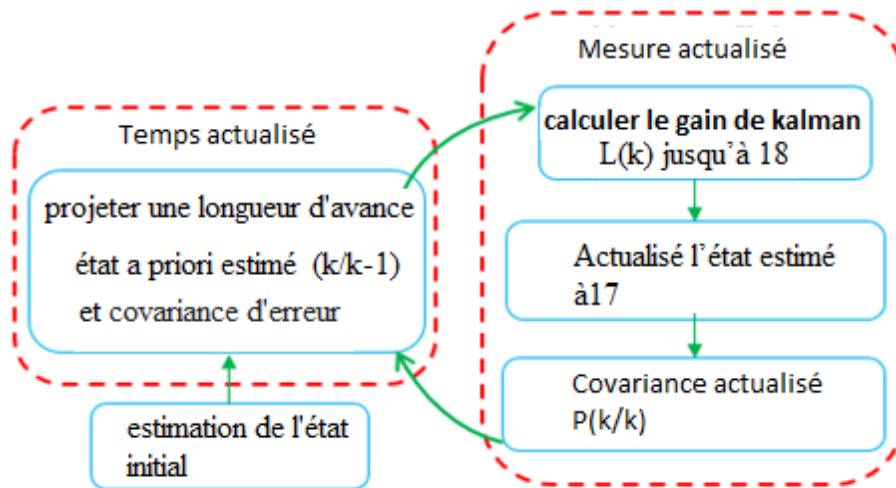 Temps actualisé
projeter une longueur d'avance
état a priori estimé (k/k-1)
et covariance d'erreur
estimation de l'état
initial
Mesure actualisé
calculer le gain de kalman
L(k) jusqu'à 18
Actualisé l'état estimé
à17
Covariance actualisé
P(k/k)